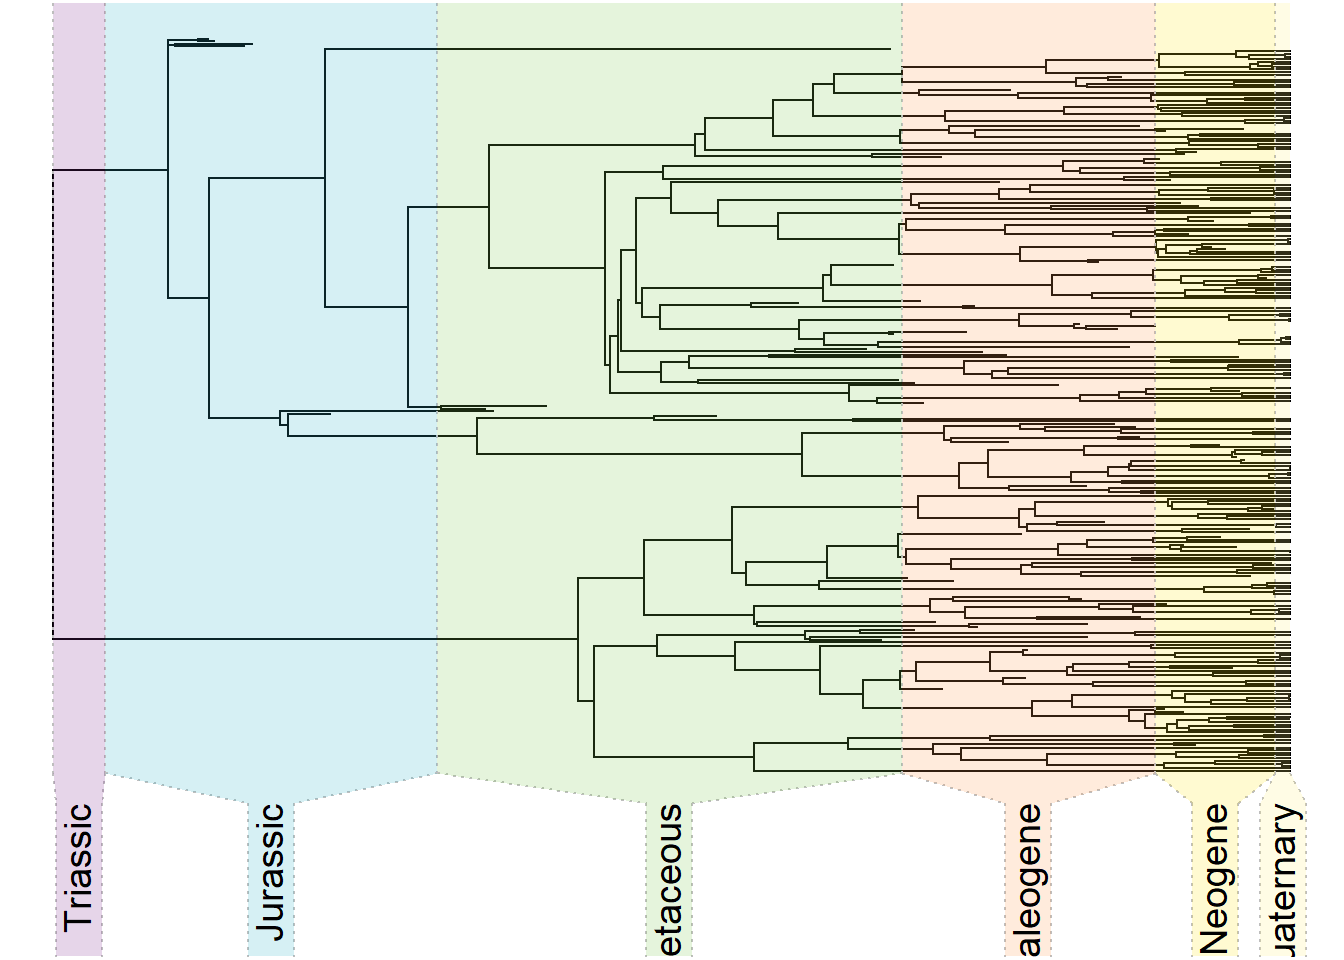 Triassic
Jurassic
etaceous
aleogene
Neogene
uaternary